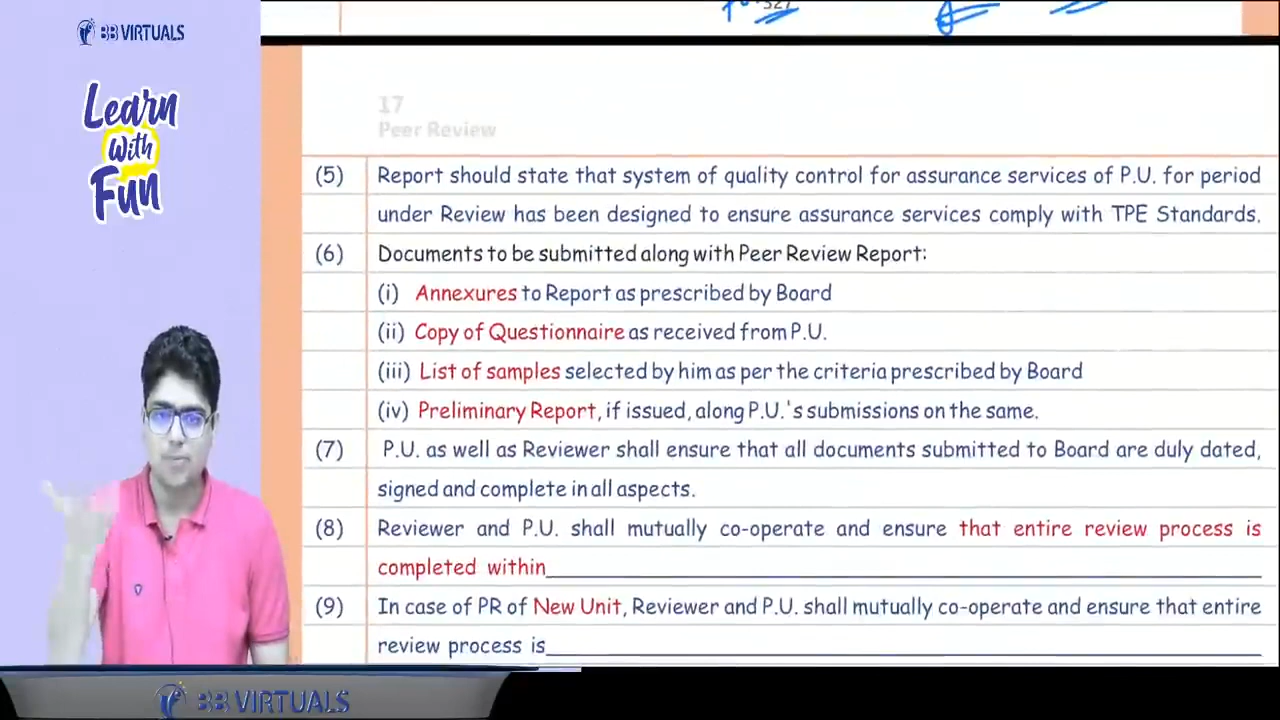 BB VIRTUALS
Learn
With
Fun
17
Peer Review
(5) Report should state that system of quality control for assurance services of P.U. for period
under Review has been designed to ensure assurance services comply with TPE Standards.
(6) Documents to be submitted along with Peer Review Report:
(i) Annexures to Report as prescribed by Board
(ii) Copy of Questionnaire as received from P.U.
(iii) List of samples selected by him as per the criteria prescribed by Board
(iv) Preliminary Report, if issued, along P.U.'s submissions on the same.
(7) P.U. as well as Reviewer shall ensure that all documents submitted to Board are duly dated,
signed and complete in all aspects.
(8) Reviewer and P.U. shall mutually co-operate and ensure that entire review process is
completed within
(9) In case of PR of New Unit, Reviewer and P.U. shall mutually co-operate and ensure that entire
review process is
BB VIRTUALS